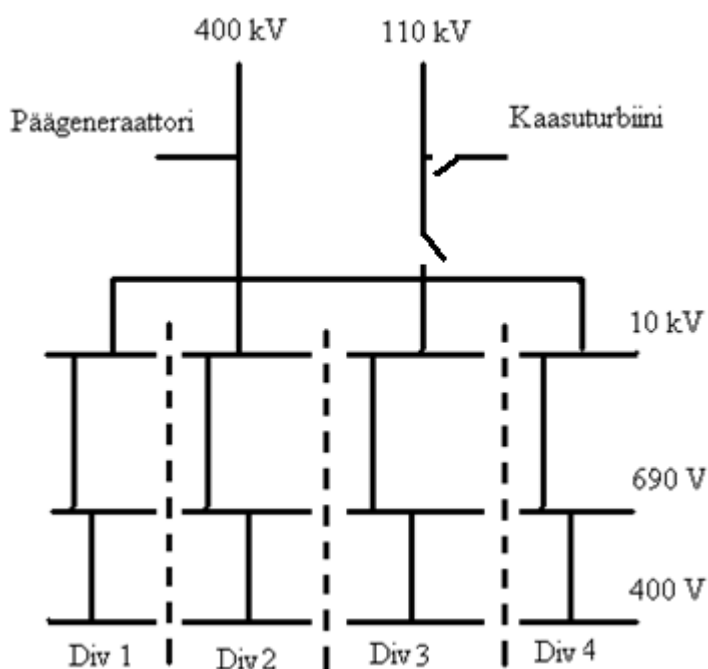 400 kV
110 kV
Päägeneraattori
Kaasuturbiini
10 kV
690 V
400 V
Div 1
Div 2
Div 3
Div 4